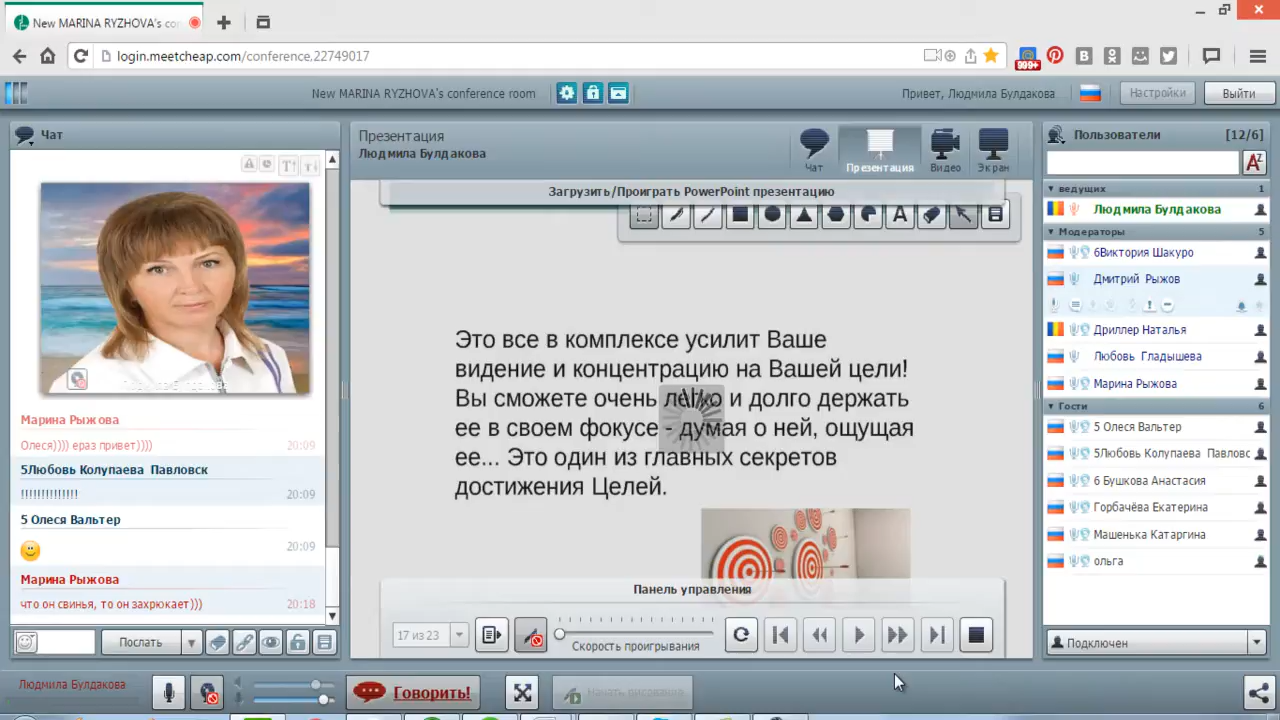 New MARINA RYZHOVA's con
login.meetcheap.com/conference,22749017
999+
New MARINA RYZHOVA's conference room
Привет, Людмила Булдакова
Настройки
Выйти
Чат
Презентация
Людмила Булдакова
Чат
Презентация
Видео
Экран
Пользователи
[12/6]
Загрузить/Проиграть PowerPoint презентацию
ведущих 1
Людмила Булдакова
Модераторы 5
6Виктория Шакуро
Дмитрий Рыжов
Дриллер Наталья
Любовь Гладышева
Марина Рыжова
Гости 6
5 Олеся Вальтер
5Любовь Колупаева Павловс
6 Бушкова Анастасия
Горбачёва Екатерина
Машенька Катаргина
ольга
Это все в комплексе усилит Ваше
видение и концентрацию на Вашей цели!
Вы сможете очень легко и долго держать
ее в своем фокусе - думая о ней, ощущая
ее... Это один из главных секретов
достижения Целей.
Марина Рыжова
Олеся)))) ераз привет)))) 20:09
5Любовь Колупаева Павловск
!!!!!!!!!!!!! 20:09
5 Олеся Вальтер
20:09
Марина Рыжова
что он свинья, то он захрюкает))) 20:18
Послать
Панель управления
17 из 23
Скорость проигрывания
Подключен
Людмила Булдакова
Говорить!
Начать рисование